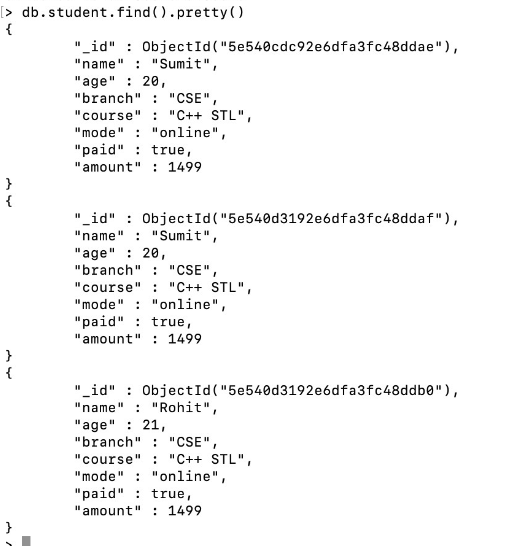 > db.student.find().pretty()
{
"_id" : ObjectId("5e540cdc92e6dfa3fc48ddae"),
"name" : "Sumit",
"age" : 20,
"branch" : "CSE",
"course" : "C++ STL",
"mode" : "online",
"paid" : true,
"amount" : 1499
}
{
"_id" : ObjectId("5e540d3192e6dfa3fc48ddaf"),
"name" : "Sumit",
"age" : 20,
"branch" : "CSE",
"course" : "C++ STL",
"mode" : "online",
"paid" : true,
"amount" : 1499
}
{
"_id" : ObjectId("5e540d3192e6dfa3fc48ddb0"),
"name" : "Rohit",
"age" : 21,
"branch" : "CSE",
"course" : "C++ STL",
"mode" : "online",
"paid" : true,
"amount" : 1499
}
>